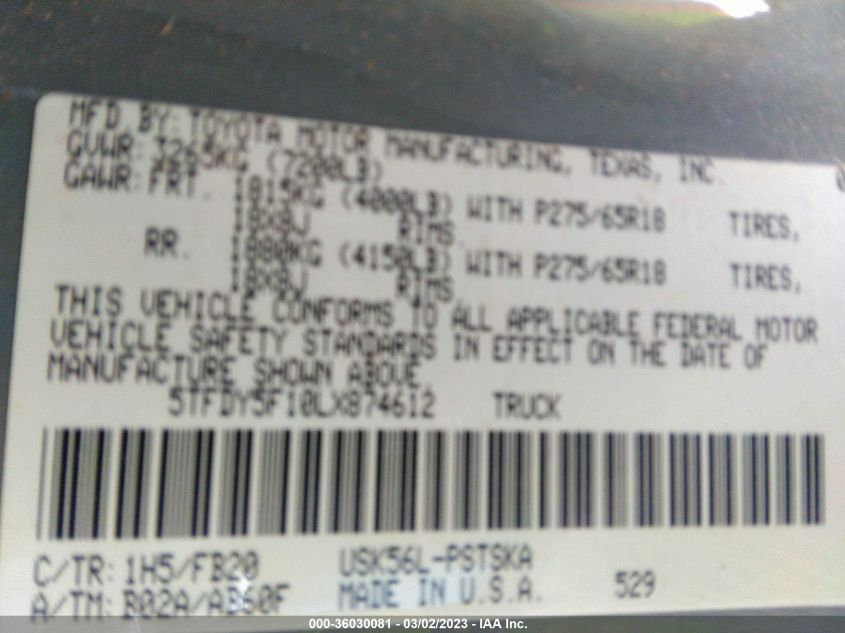 MFD BY: TOYOTA MOTOR MANUFACTURING, TEXAS, INC.
GVWR: 3265KG (7200LB)
GAWR: FRT. 1815KG (4000LB) WITH P275/65R18 TIRES,
18X8J RIMS
RR. 1880KG (4150LB) WITH P275/65R18 TIRES,
18X8J RIMS
THIS VEHICLE CONFORMS TO ALL APPLICABLE FEDERAL MOTOR
VEHICLE SAFETY STANDARDS IN EFFECT ON THE DATE OF
MANUFACTURE SHOWN ABOVE.
5TFDY5F10LX874612 TRUCK
C/TR: 1H5/FB20 USK56L-PSTSKA
A/TM: B02A/AB60F MADE IN U.S.A. 529
000-36030081 - 03/02/2023 - IAA Inc.